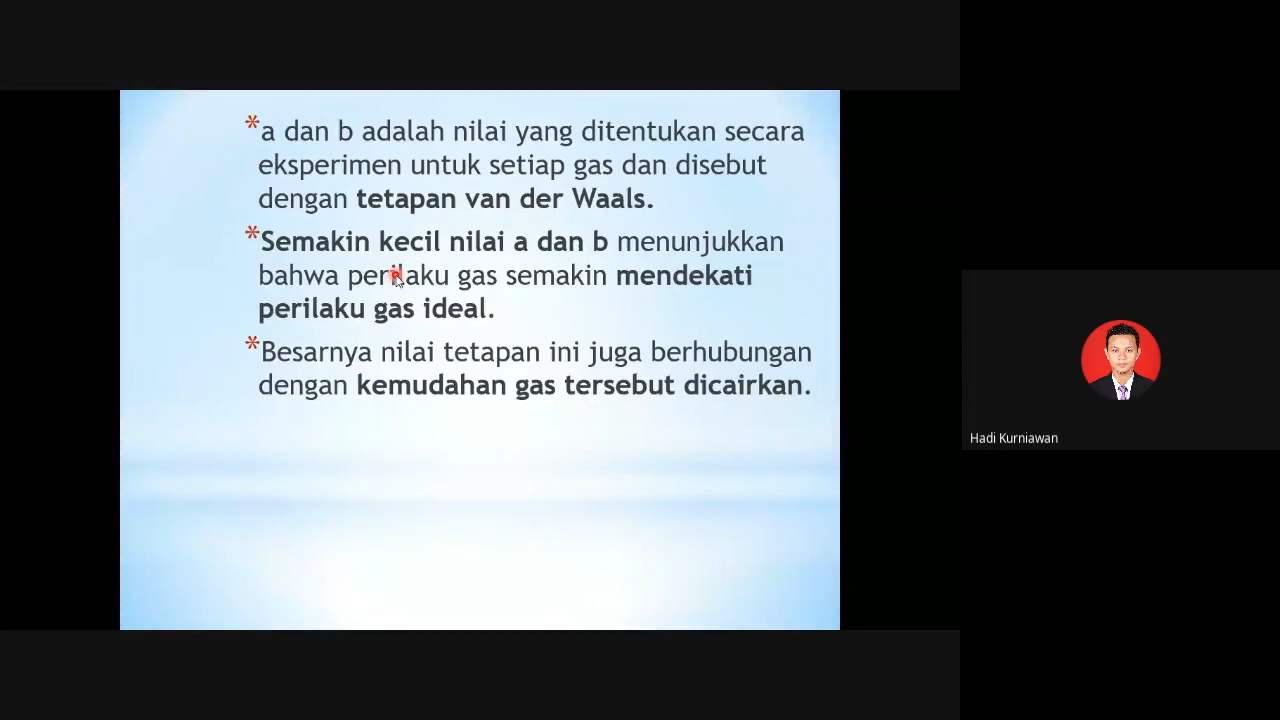 *a dan b adalah nilai yang ditentukan secara
eksperimen untuk setiap gas dan disebut
dengan tetapan van der Waals.
*Semakin kecil nilai a dan b menunjukkan
bahwa perilaku gas semakin mendekati
perilaku gas ideal.
*Besarnya nilai tetapan ini juga berhubungan
dengan kemudahan gas tersebut dicairkan.
Hadi Kurniawan